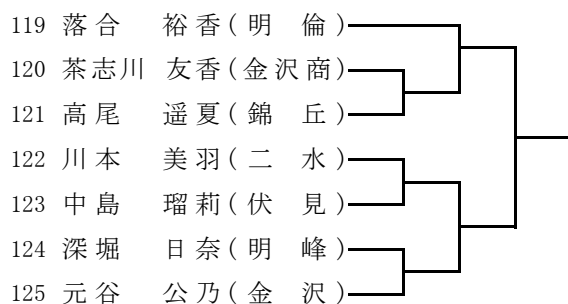 119 落合 裕香(明 倫)
120 茶志川 友香(金沢商)
121 高尾 遥夏(錦 丘)
122 川本 美羽(二 水)
123 中島 瑠莉(伏 見)
124 深堀 日奈(明 峰)
125 元谷 公乃(金 沢)